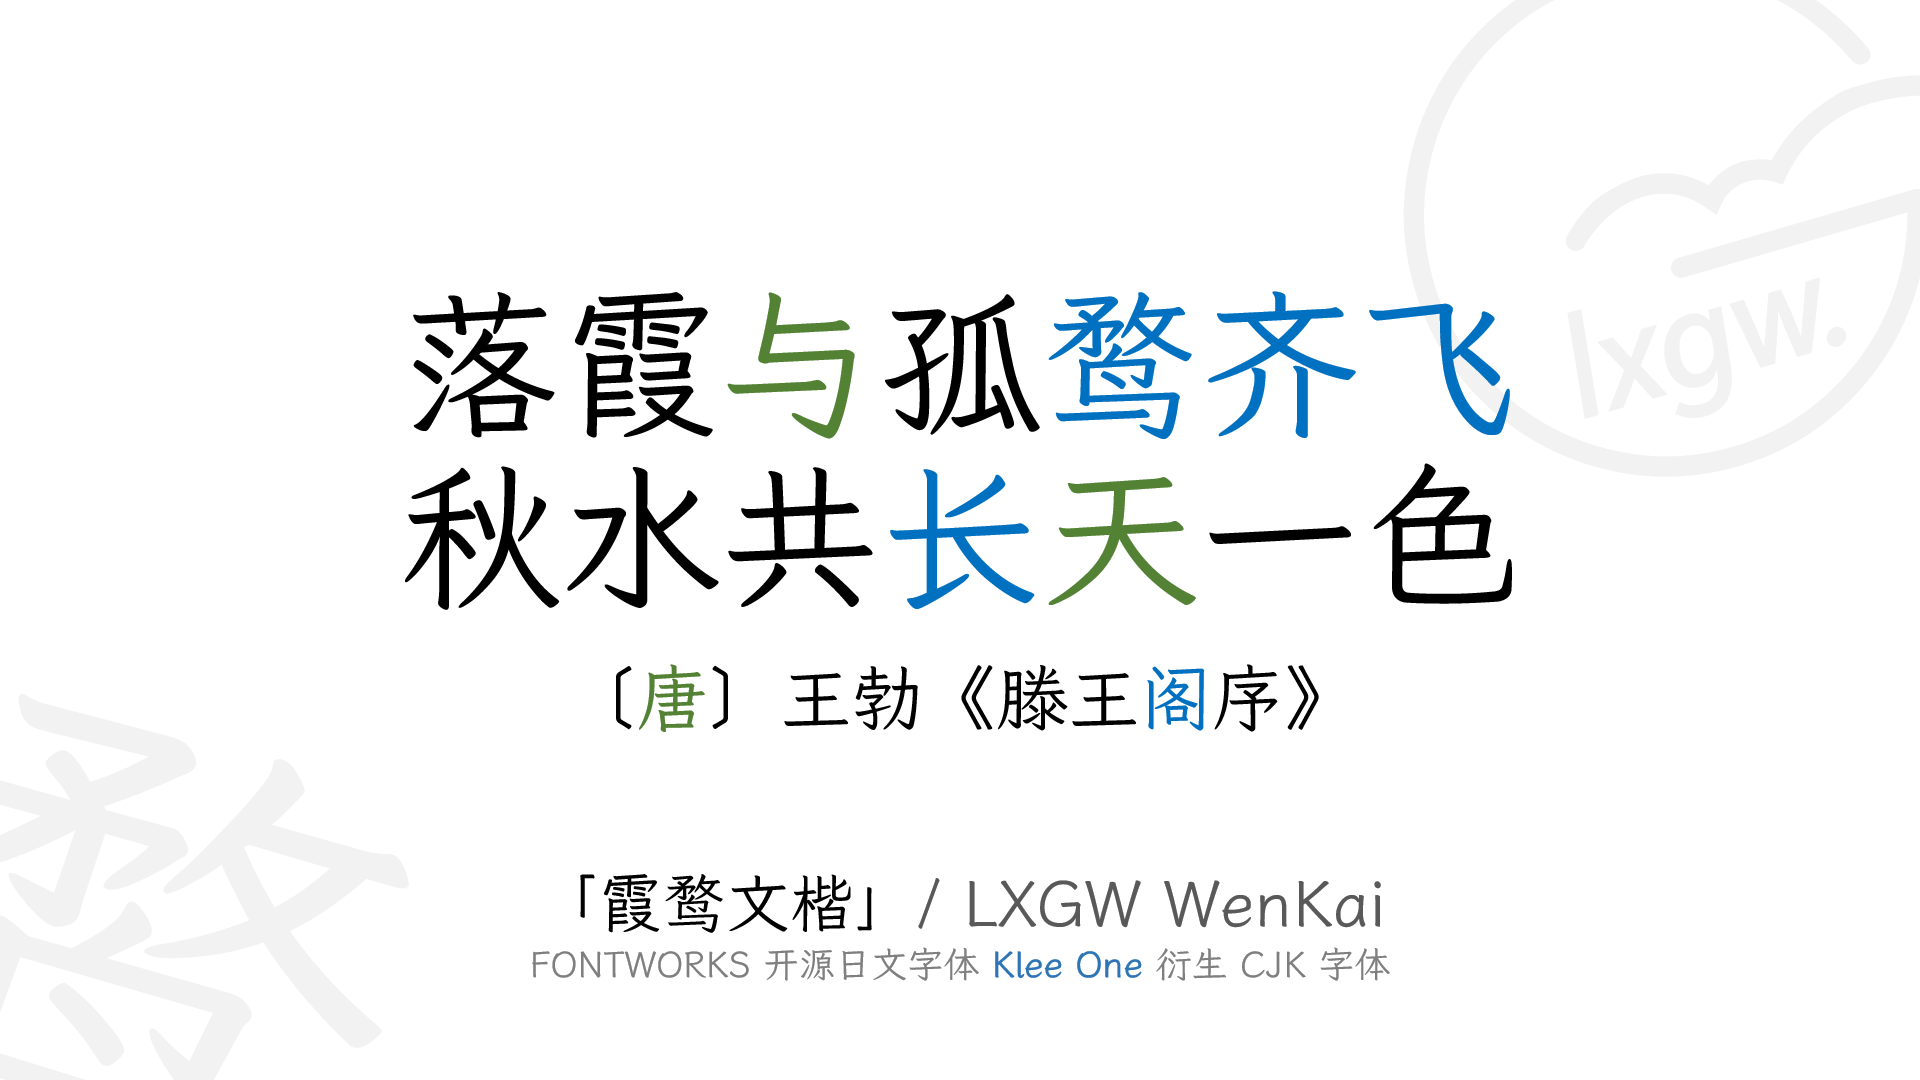 落霞与孤鹜齐飞
秋水共长天一色
〔唐〕王勃《滕王阁序》
「霞鹜文楷」/ LXGW WenKai
FONTWORKS 开源日文字体 Klee One 衍生 CJK 字体
lxgw.
鹜